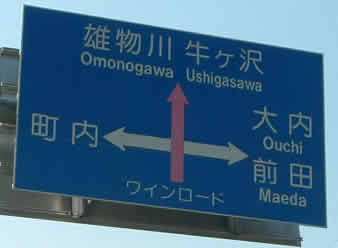 雄物川 牛ヶ沢
Omonogawa Ushigasawa
町内
大内
Ouchi
前田
Maeda
ワインロード